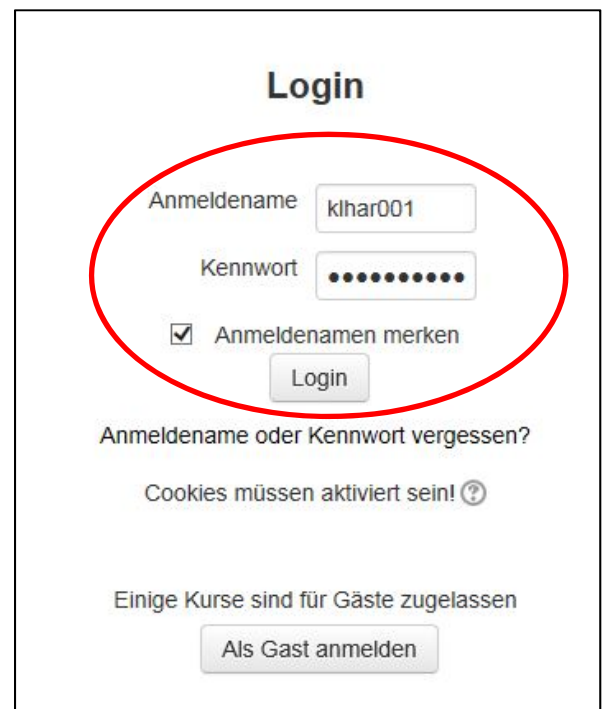 Login
Anmeldename klhar001
Kennwort ●●●●●●●●●●
Anmeldenamen merken
Login
Anmeldename oder Kennwort vergessen?
Cookies müssen aktiviert sein! ?
Einige Kurse sind für Gäste zugelassen
Als Gast anmelden